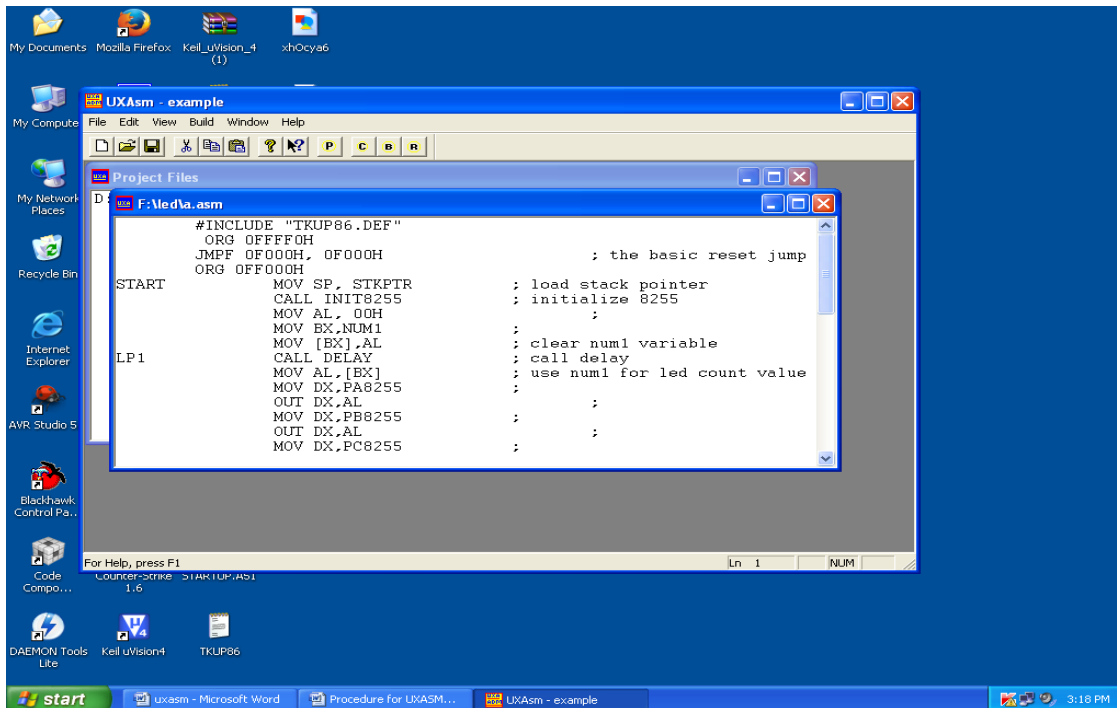 My Documents
Mozilla Firefox
Keil_uVision_4
(1)
xhOcya6
My Compute
UXAsm - example
File Edit View Build Window Help
P C B R
Project Files
My Network
Places
D:
F:\led\a.asm
#INCLUDE "TKUP86.DEF"
ORG 0FFFF0H
JMPF 0F000H, 0F000H ; the basic reset jump
ORG 0FF000H
START MOV SP, STKPTR ; load stack pointer
CALL INIT8255 ; initialize 8255
MOV AL, 00H ;
MOV BX,NUM1 ;
MOV [BX],AL ; clear num1 variable
LP1 CALL DELAY ; call delay
MOV AL,[BX] ; use num1 for led count value
MOV DX,PA8255 ;
OUT DX,AL ;
MOV DX,PB8255 ;
OUT DX,AL ;
MOV DX,PC8255 ;
Recycle Bin
Internet
Explorer
AVR Studio 5
Blackhawk
Control Pa..
For Help, press F1
Ln 1
NUM
Code
Compo...
Counter-Strike
1.6
STARTUP.A51
DAEMON Tools
Lite
Keil uVision4
TKUP86
start
uxasm - Microsoft Word
Procedure for UXASM...
UXAsm - example
3:18 PM